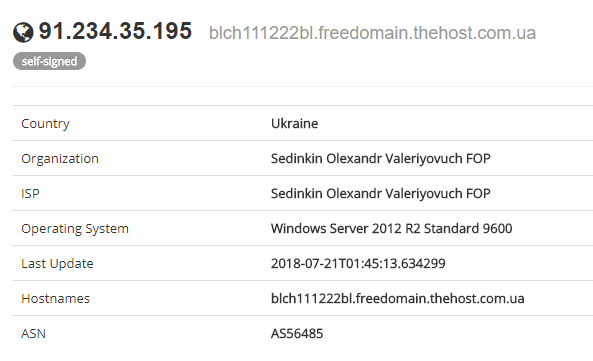 91.234.35.195 blch111222bl.freedomain.thehost.com.ua
self-signed
Country Ukraine
Organization Sedinkin Olexandr Valeriyovuch FOP
ISP Sedinkin Olexandr Valeriyovuch FOP
Operating System Windows Server 2012 R2 Standard 9600
Last Update 2018-07-21T01:45:13.634299
Hostnames blch111222bl.freedomain.thehost.com.ua
ASN AS56485